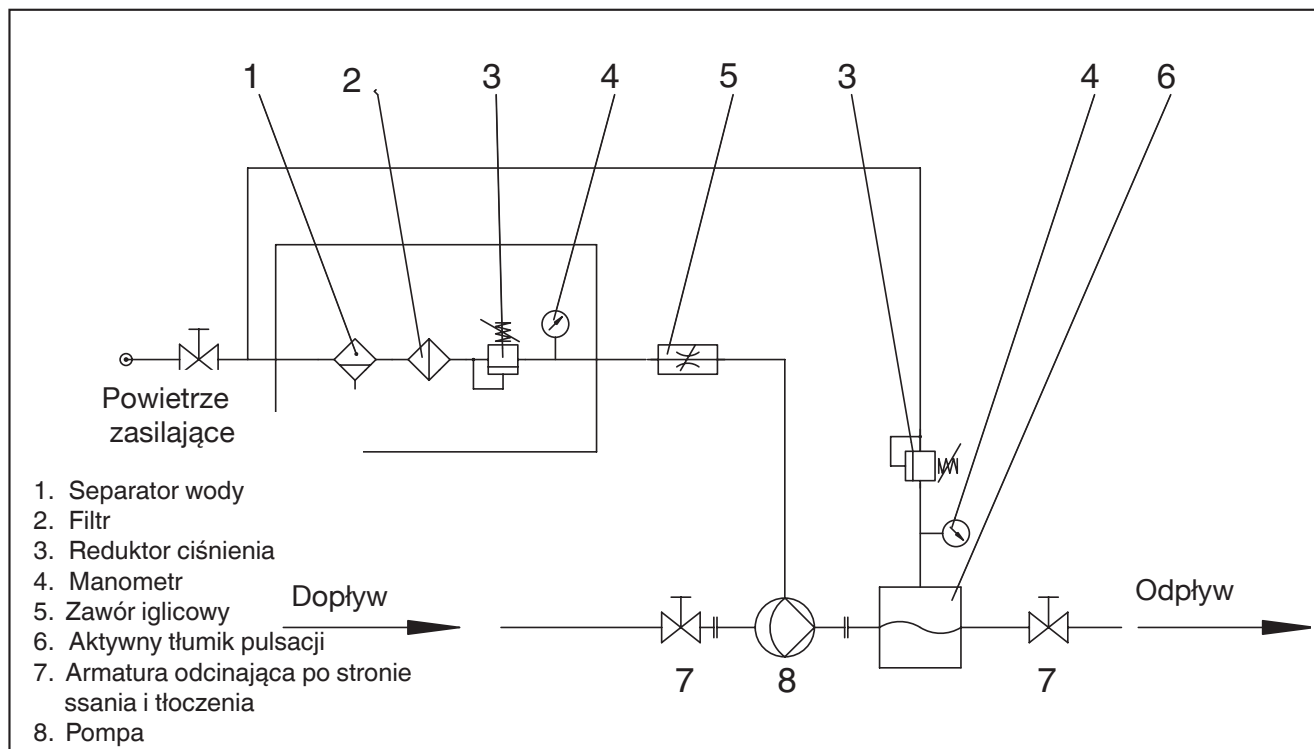 1 2 3 4 5 3 4 6
Powietrze
zasilające
1. Separator wody
2. Filtr
3. Reduktor ciśnienia
4. Manometr
5. Zawór iglicowy
6. Aktywny tłumik pulsacji
7. Armatura odcinająca po stronie
ssania i tłoczenia
8. Pompa
Dopływ
Odpływ
7 8 7